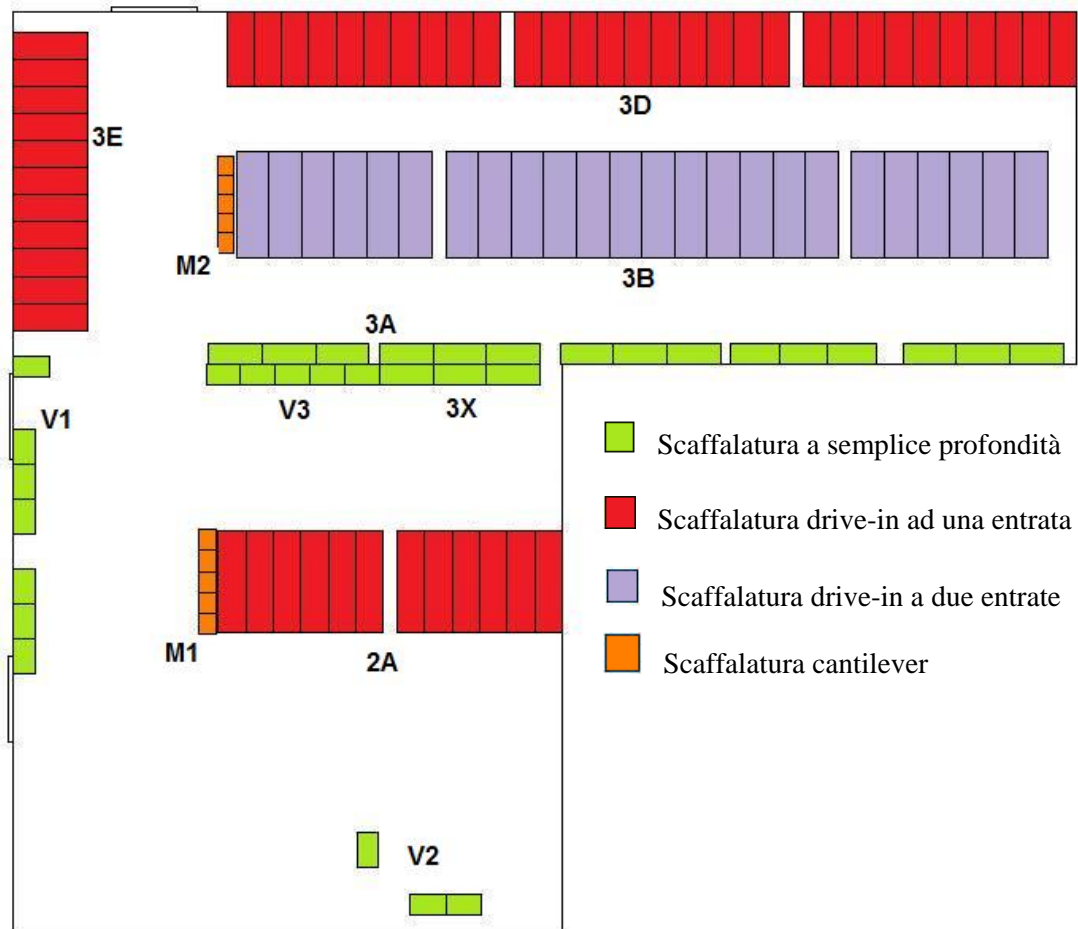 3D
3E
M2
3B
3A
V1
V3
3X
Scaffalatura a semplice profondità
Scaffalatura drive-in ad una entrata
Scaffalatura drive-in a due entrate
Scaffalatura cantilever
M1
2A
V2